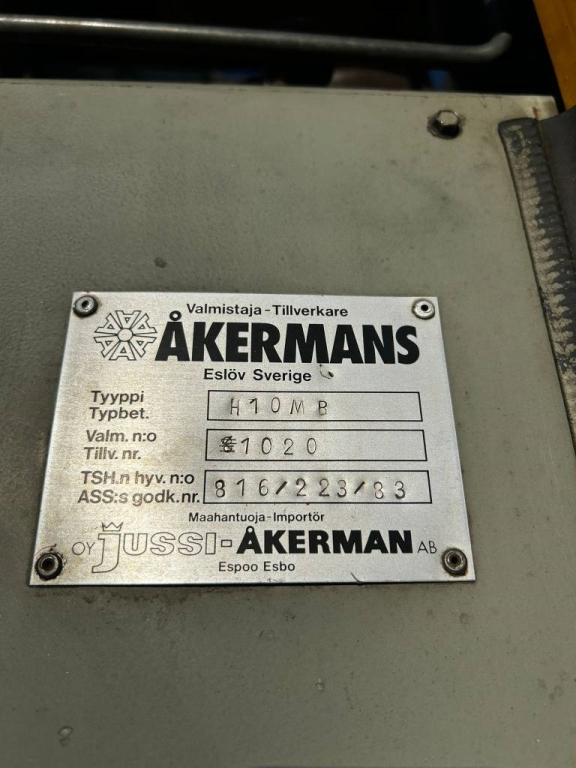 Valmistaja-Tillverkare
ÅKERMANS
Eslöv Sverige
Tyyppi
Typbet.
H10MB
Valm. n:o
Tillv. nr.
1020
TSH.n hyv. n:o
ASS:s godk.nr.
816/223/83
Maahantuoja-Importör
OY JUSSI-ÅKERMAN AB
Espoo Esbo